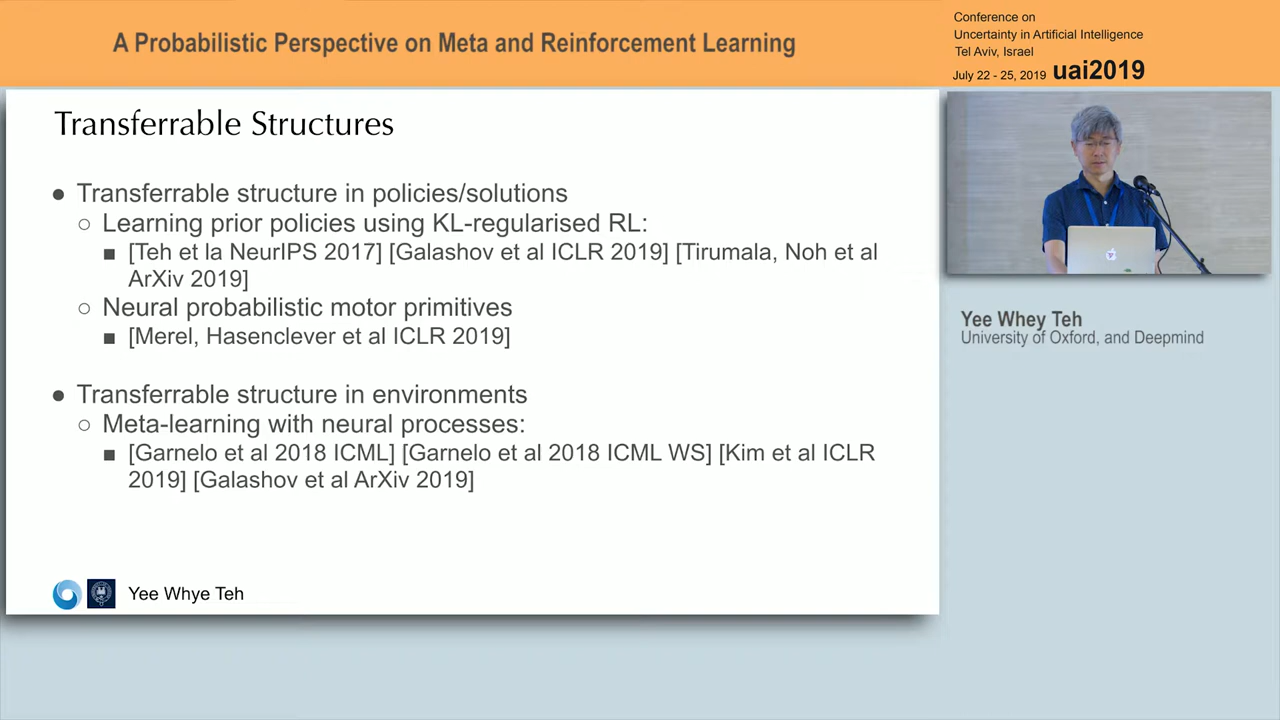 A Probabilistic Perspective on Meta and Reinforcement Learning
Conference on
Uncertainty in Artificial Intelligence
Tel Aviv, Israel
July 22 - 25, 2019 uai2019
Transferrable Structures
● Transferrable structure in policies/solutions
○ Learning prior policies using KL-regularised RL:
■ [Teh et la NeurIPS 2017] [Galashov et al ICLR 2019] [Tirumala, Noh et al
ArXiv 2019]
○ Neural probabilistic motor primitives
■ [Merel, Hasenclever et al ICLR 2019]
● Transferrable structure in environments
○ Meta-learning with neural processes:
■ [Garnelo et al 2018 ICML] [Garnelo et al 2018 ICML WS] [Kim et al ICLR
2019] [Galashov et al ArXiv 2019]
Yee Whye Teh
Yee Whey Teh
University of Oxford, and Deepmind